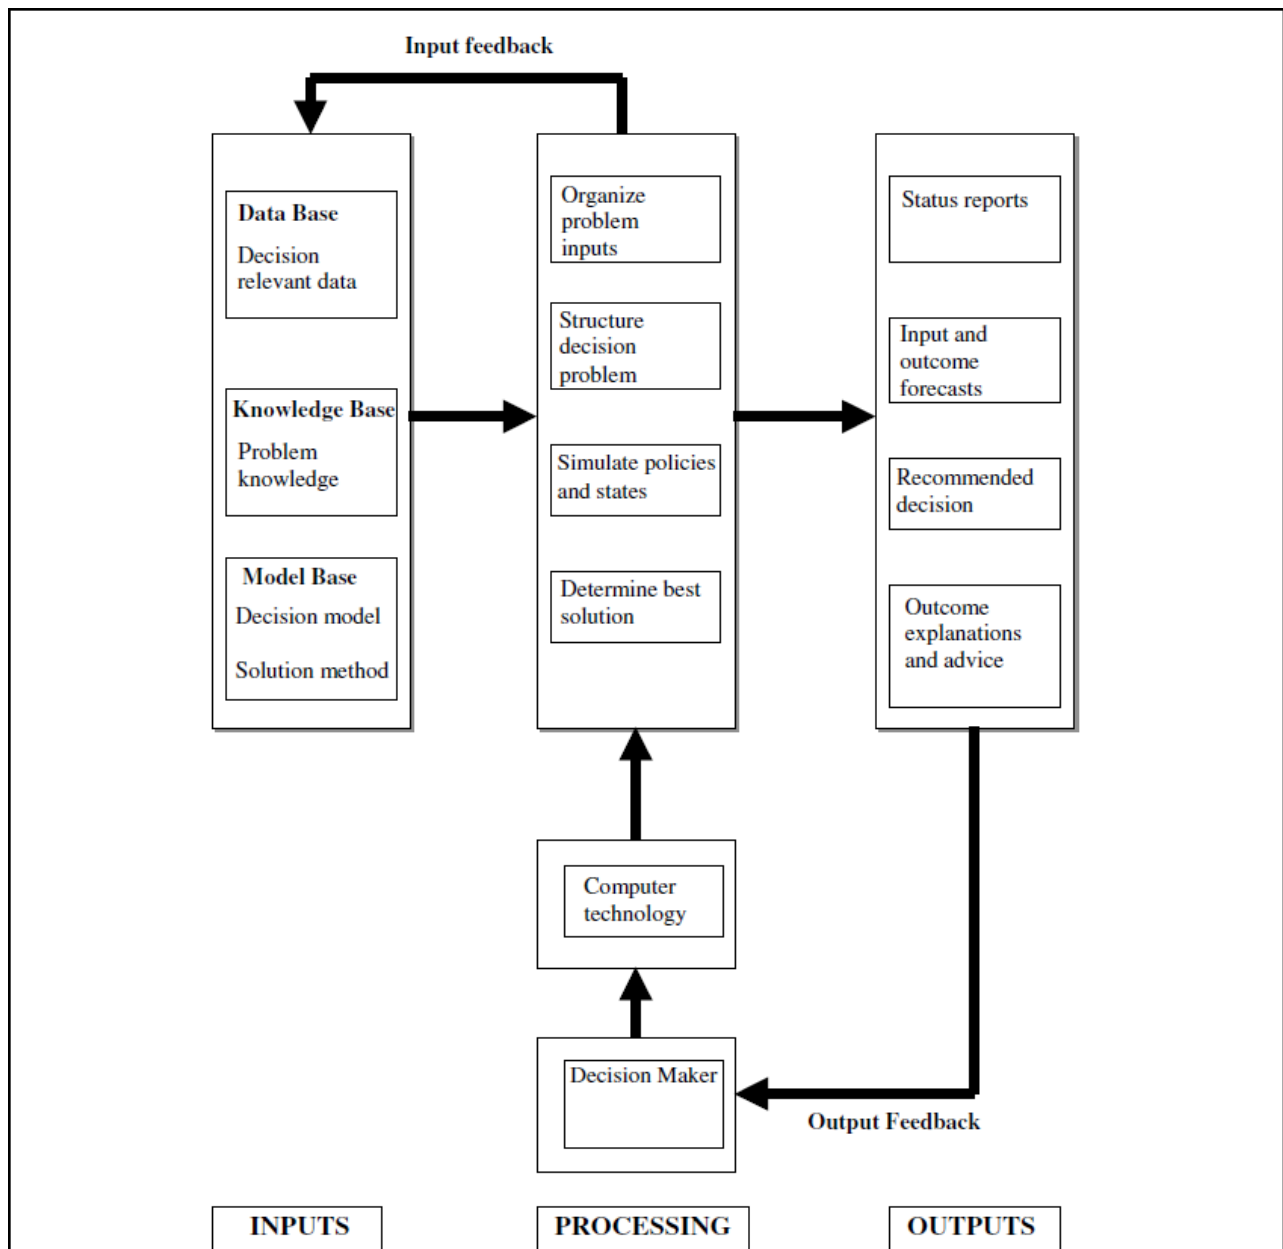 Input feedback
Data Base
Decision
relevant data
Knowledge Base
Problem
knowledge
Model Base
Decision model
Solution method
Organize
problem
inputs
Structure
decision
problem
Simulate policies
and states
Determine best
solution
Status reports
Input and
outcome
forecasts
Recommended
decision
Outcome
explanations
and advice
Computer
technology
Decision Maker
Output Feedback
INPUTS
PROCESSING
OUTPUTS